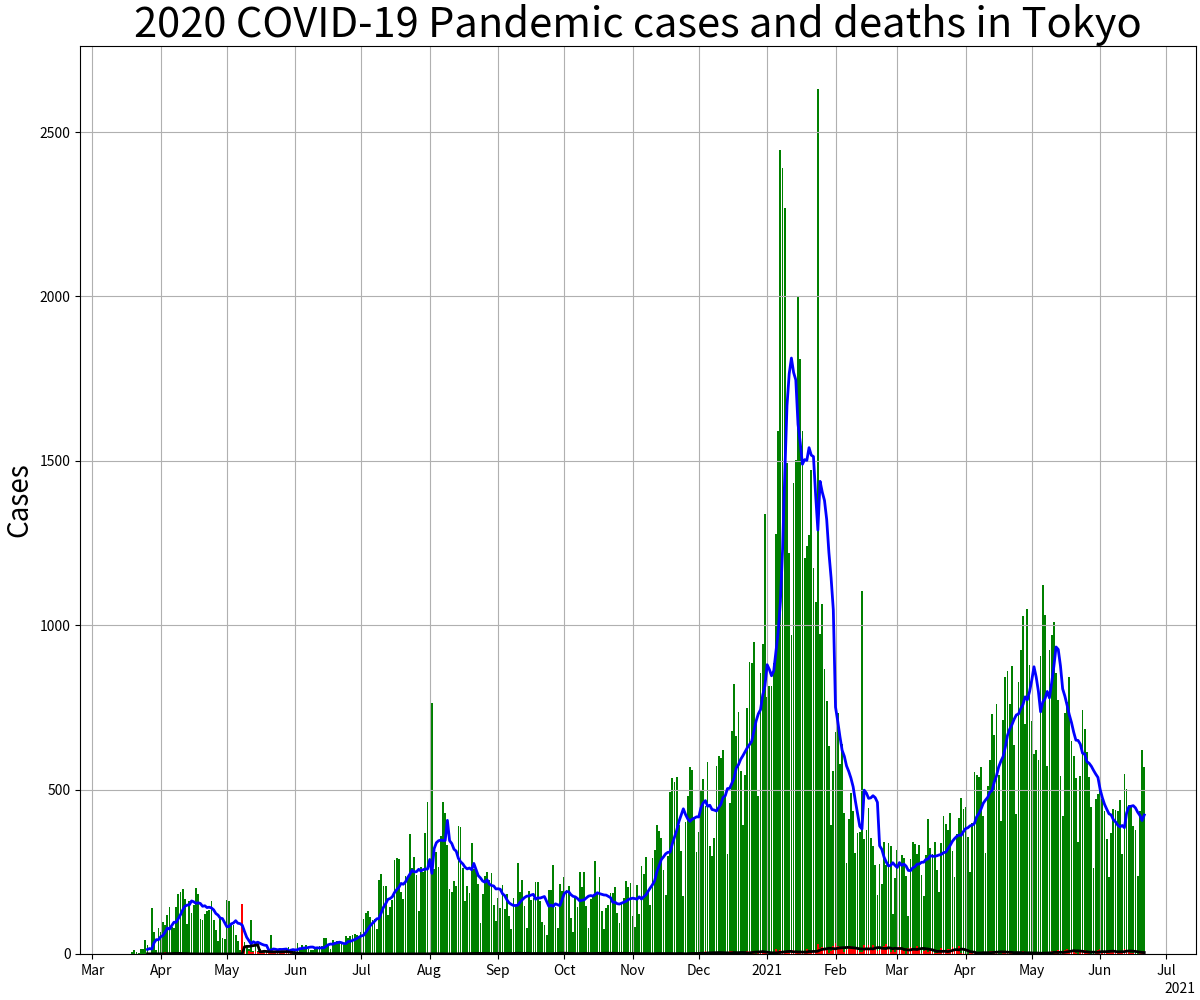 2020 COVID-19 Pandemic cases and deaths in Tokyo
Cases
2500
2000
1500
1000
500
0
Mar Apr May Jun Jul Aug Sep Oct Nov Dec 2021 Feb Mar Apr May Jun Jul
2021